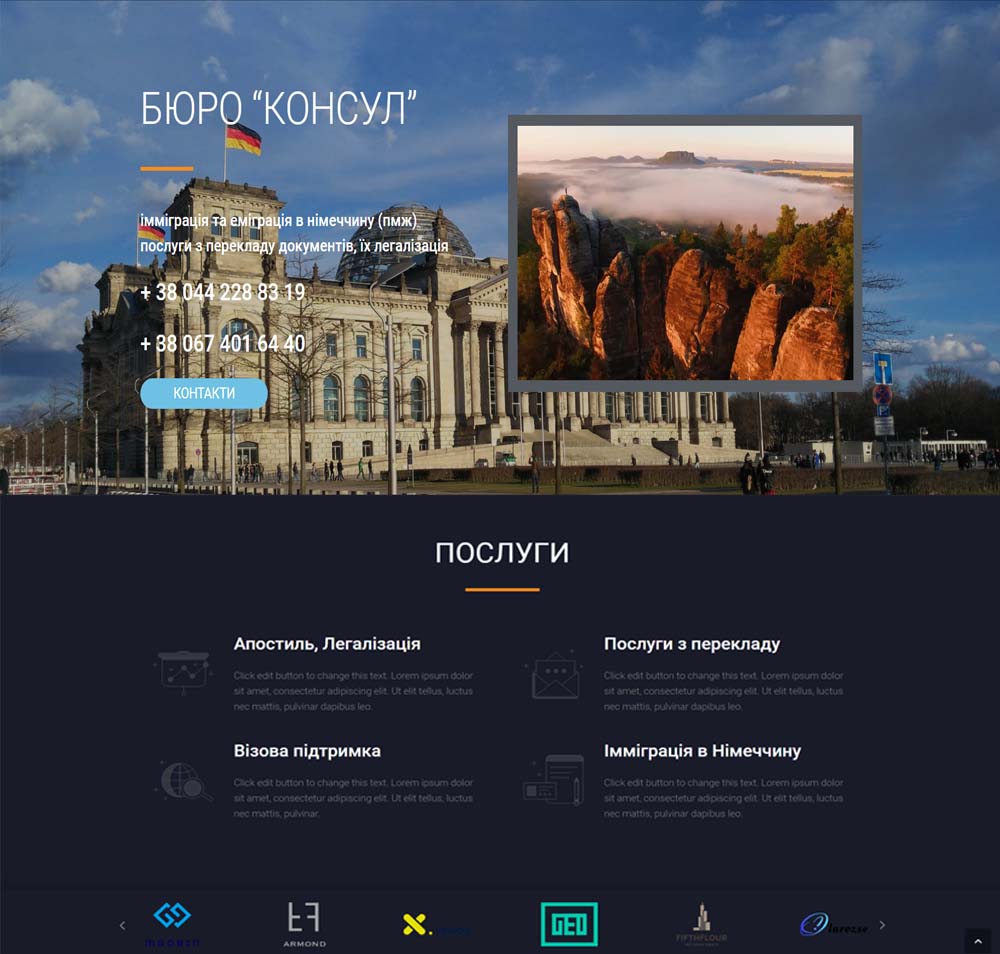 БЮРО “КОНСУЛ”
імміграція та еміграція в німеччину (пмж)
послуги з перекладу документів, їх легалізація
+ 38 044 228 83 19
+ 38 067 401 64 40
КОНТАКТИ
ПОСЛУГИ
Апостиль, Легалізація
Click edit button to change this text. Lorem ipsum dolor
sit amet, consectetur adipiscing elit. Ut elit tellus, luctus
nec mattis, pulvinar dapibus leo.
Послуги з перекладу
Click edit button to change this text. Lorem ipsum dolor
sit amet, consectetur adipiscing elit. Ut elit tellus, luctus
nec mattis, pulvinar dapibus leo.
Візова підтримка
Click edit button to change this text. Lorem ipsum dolor
sit amet, consectetur adipiscing elit. Ut elit tellus, luctus
nec mattis, pulvinar.
Імміграція в Німеччину
Click edit button to change this text. Lorem ipsum dolor
sit amet, consectetur adipiscing elit. Ut elit tellus, luctus
nec mattis, pulvinar dapibus leo.
ARMOND
GEO
FIFTHFLOUR